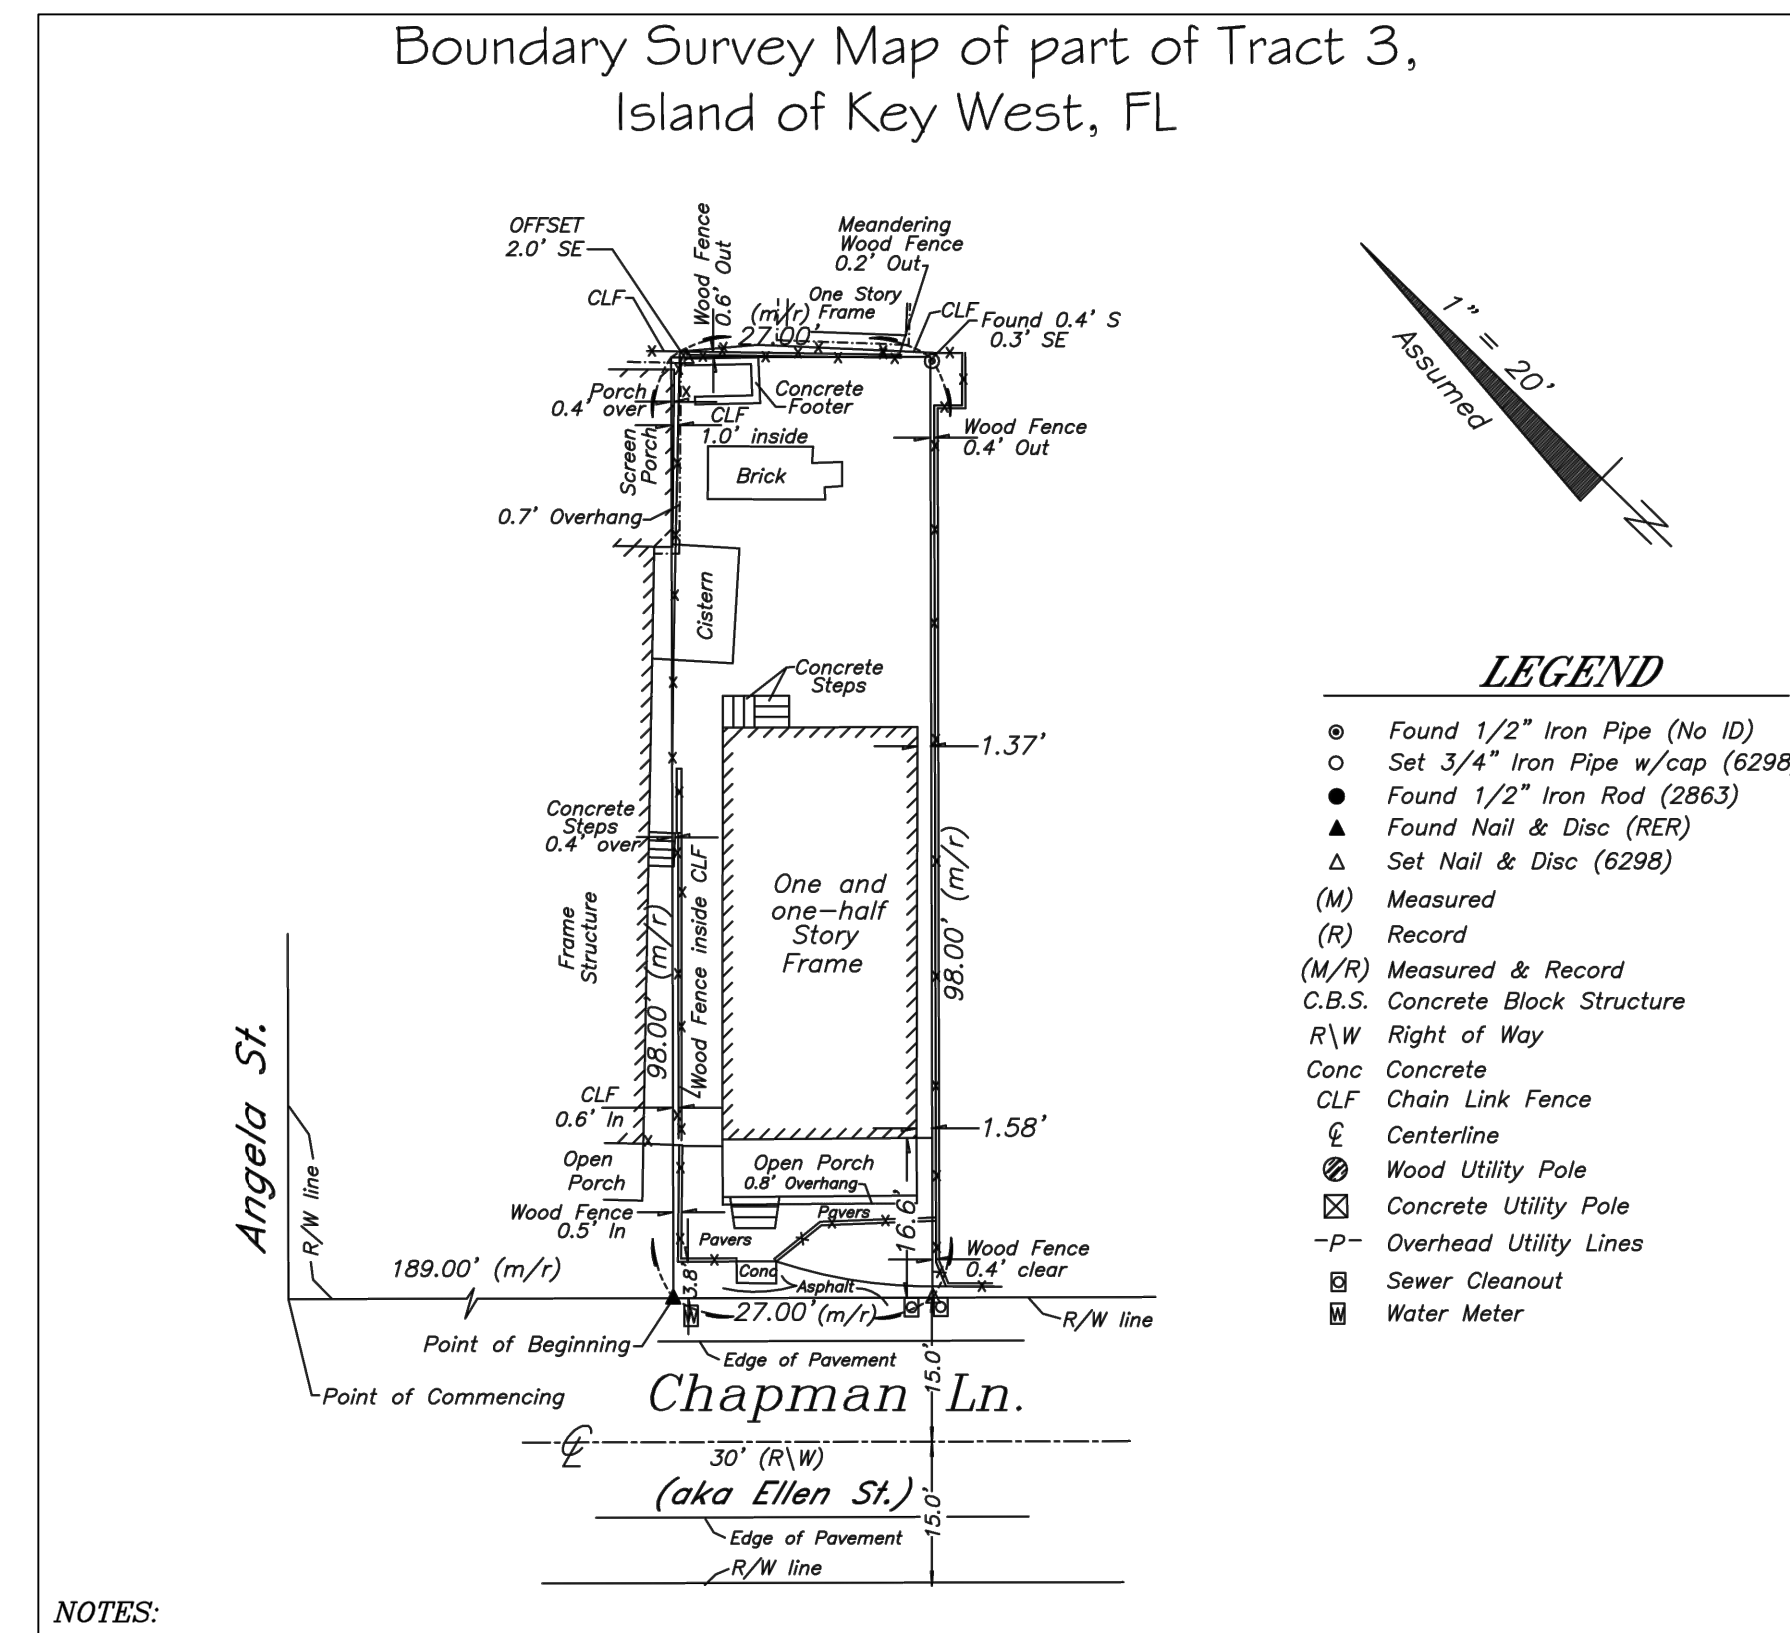 Boundary Survey Map of part of Tract 3,
Island of Key West, FL
OFFSET
2.0' SE
CLF
Wood Fence
0.6' Out
Meandering
Wood Fence
0.2' Out
One Story
Frame
(m/r)
27.00'
CLF
Found 0.4' S
0.3' SE
Porch
0.4' over
Concrete
Footer
CLF
1.0' inside
Screen
Porch
Wood Fence
0.4' Out
Brick
0.7' Overhang
Cistern
Concrete
Steps
1.37'
Concrete
Steps
0.4' over
Frame
Structure
98.00' (m/r)
Wood Fence inside CLF
One and
one-half
Story
Frame
98.00' (m/r)
CLF
0.6' In
1.58'
Open
Porch
Open Porch
0.8' Overhang
Wood Fence
0.5' In
Pavers
Pavers
16.6'
Wood Fence
0.4' clear
Conc
Asphalt
3.8'
W
27.00' (m/r)
Angela St.
R/W line
189.00' (m/r)
R/W line
Point of Beginning
Point of Commencing
Edge of Pavement
Chapman Ln.
15.0'
30' (R\W)
(aka Ellen St.)
15.0'
Edge of Pavement
R/W line
NOTES:
1" = 20'
Assumed
N
LEGEND
Found 1/2" Iron Pipe (No ID)
Set 3/4" Iron Pipe w/cap (6298
Found 1/2" Iron Rod (2863)
Found Nail & Disc (RER)
Set Nail & Disc (6298)
(M) Measured
(R) Record
(M/R) Measured & Record
C.B.S. Concrete Block Structure
R\W Right of Way
Conc Concrete
CLF Chain Link Fence
℄ Centerline
Wood Utility Pole
Concrete Utility Pole
-P- Overhead Utility Lines
Sewer Cleanout
W Water Meter